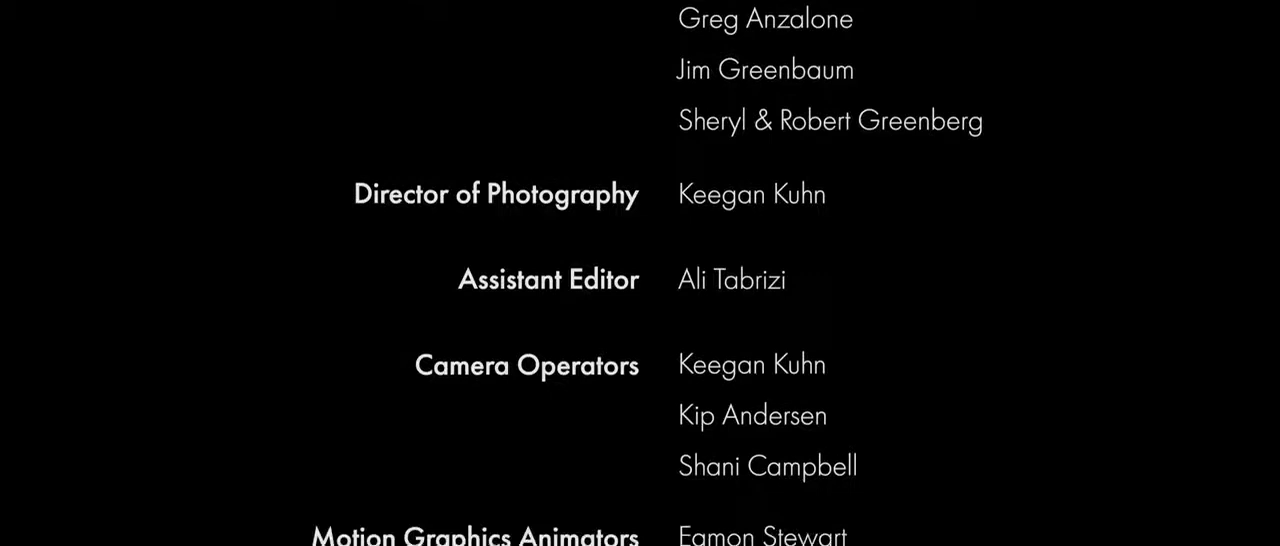 Greg Anzalone
Jim Greenbaum
Sheryl & Robert Greenberg
Director of Photography Keegan Kuhn
Assistant Editor Ali Tabrizi
Camera Operators Keegan Kuhn
Kip Andersen
Shani Campbell
Motion Graphics Animators Eamon Stewart